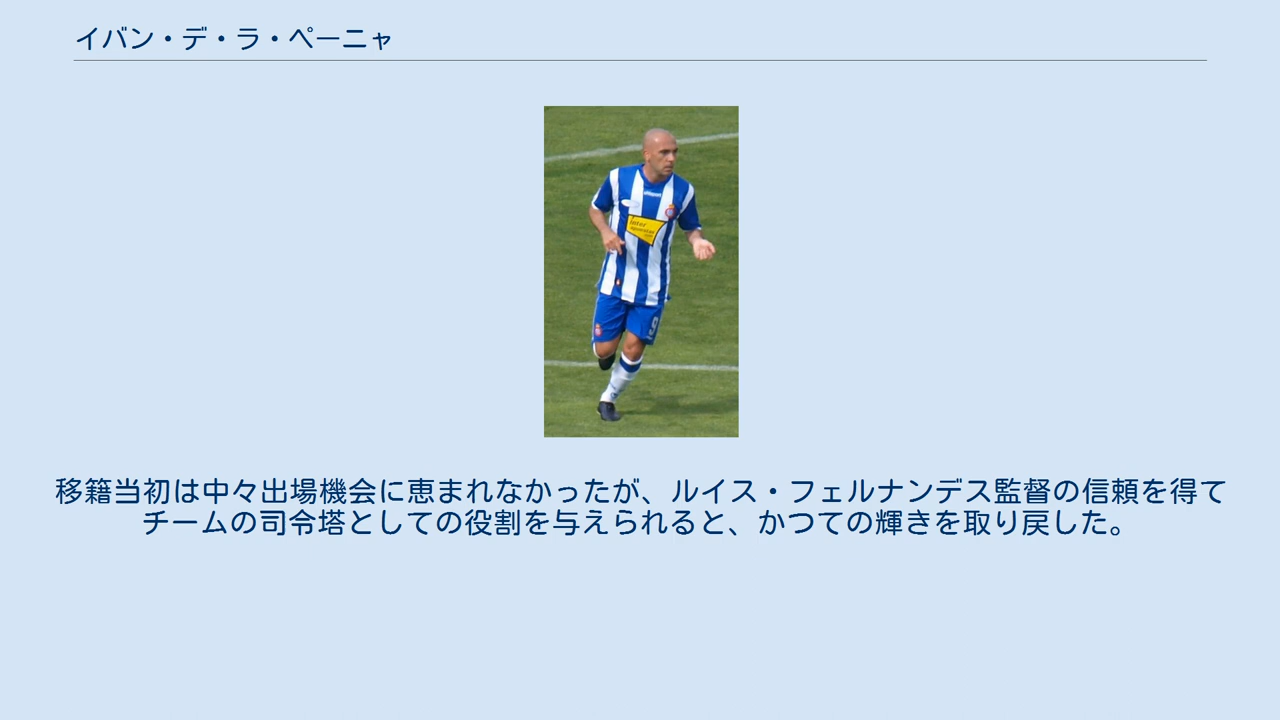 イバン・デ・ラ・ペーニャ
inter
9
移籍当初は中々出場機会に恵まれなかったが、ルイス・フェルナンデス監督の信頼を得て
チームの司令塔としての役割を与えられると、かつての輝きを取り戻した。